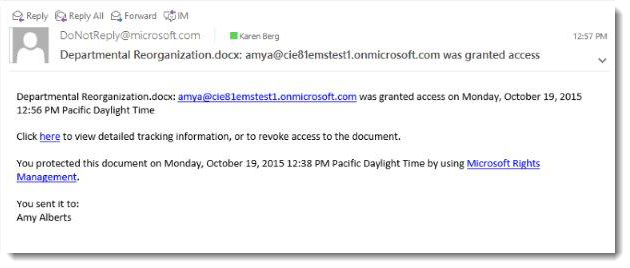 Reply Reply All Forward IM
DoNotReply@microsoft.com Karen Berg 12:57 PM
Departmental Reorganization.docx: amya@cie81emstest1.onmicrosoft.com was granted access
Departmental Reorganization.docx: amya@cie81emstest1.onmicrosoft.com was granted access on Monday, October 19, 2015
12:56 PM Pacific Daylight Time
Click here to view detailed tracking information, or to revoke access to the document.
You protected this document on Monday, October 19, 2015 12:38 PM Pacific Daylight Time by using Microsoft Rights
Management.
You sent it to:
Amy Alberts